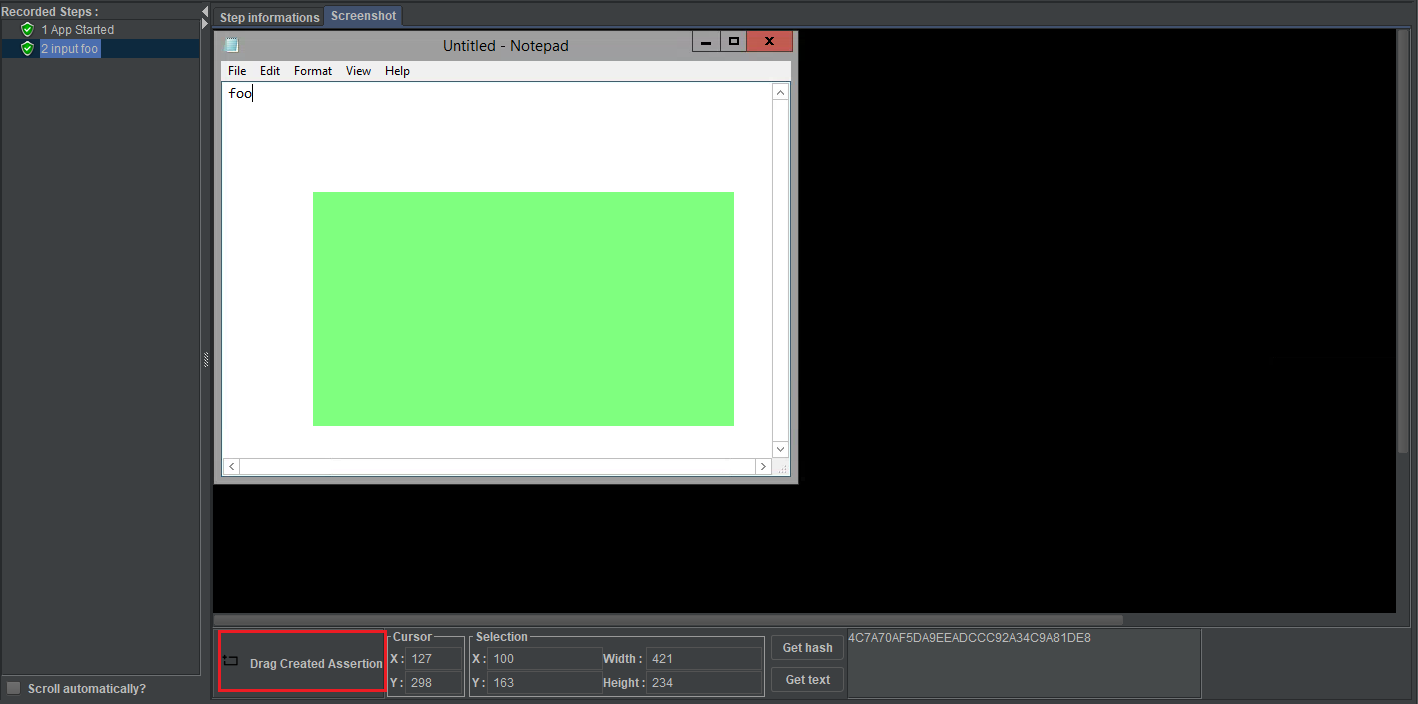 Recorded Steps :
1 App Started
2 input foo
Scroll automatically?
Step informations
Screenshot
Untitled - Notepad
File Edit Format View Help
foo
Drag Created Assertion
Cursor
X : 127
Y : 298
Selection
X : 100 Width : 421
Y : 163 Height : 234
Get hash
Get text
4C7A70AF5DA9EEADCCC92A34C9A81DE8